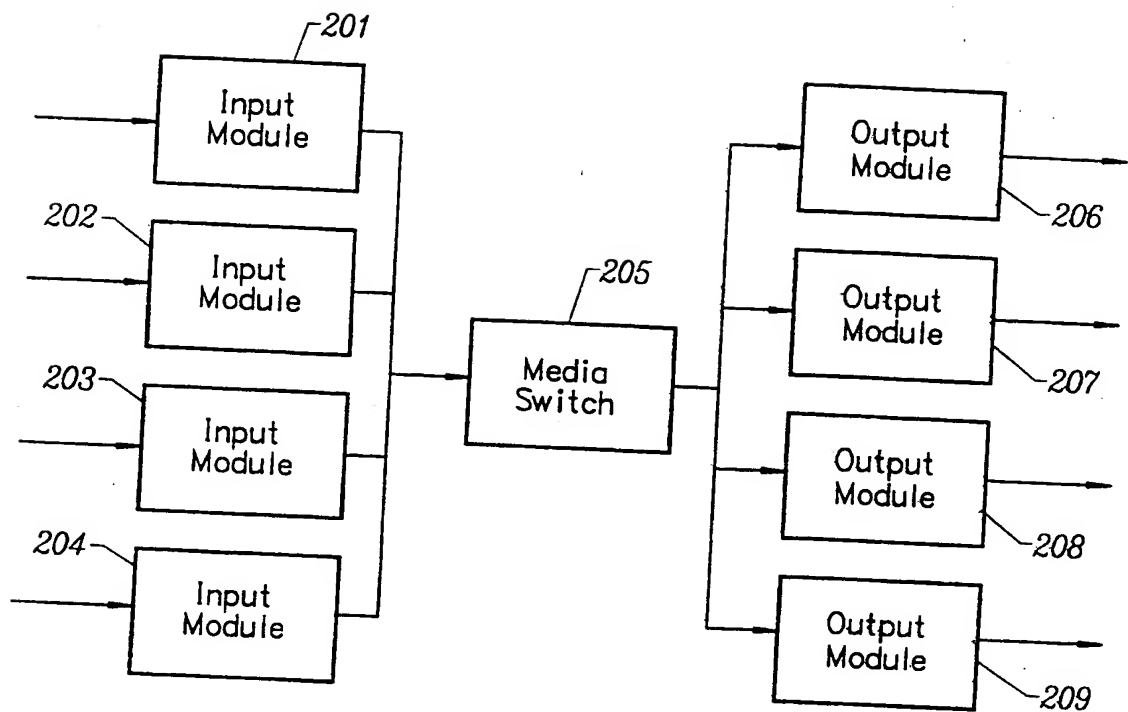 201
Input
Module
202
Input
Module
203
Input
Module
204
Input
Module
205
Media
Switch
Output
Module
206
Output
Module
207
Output
Module
208
Output
Module
209